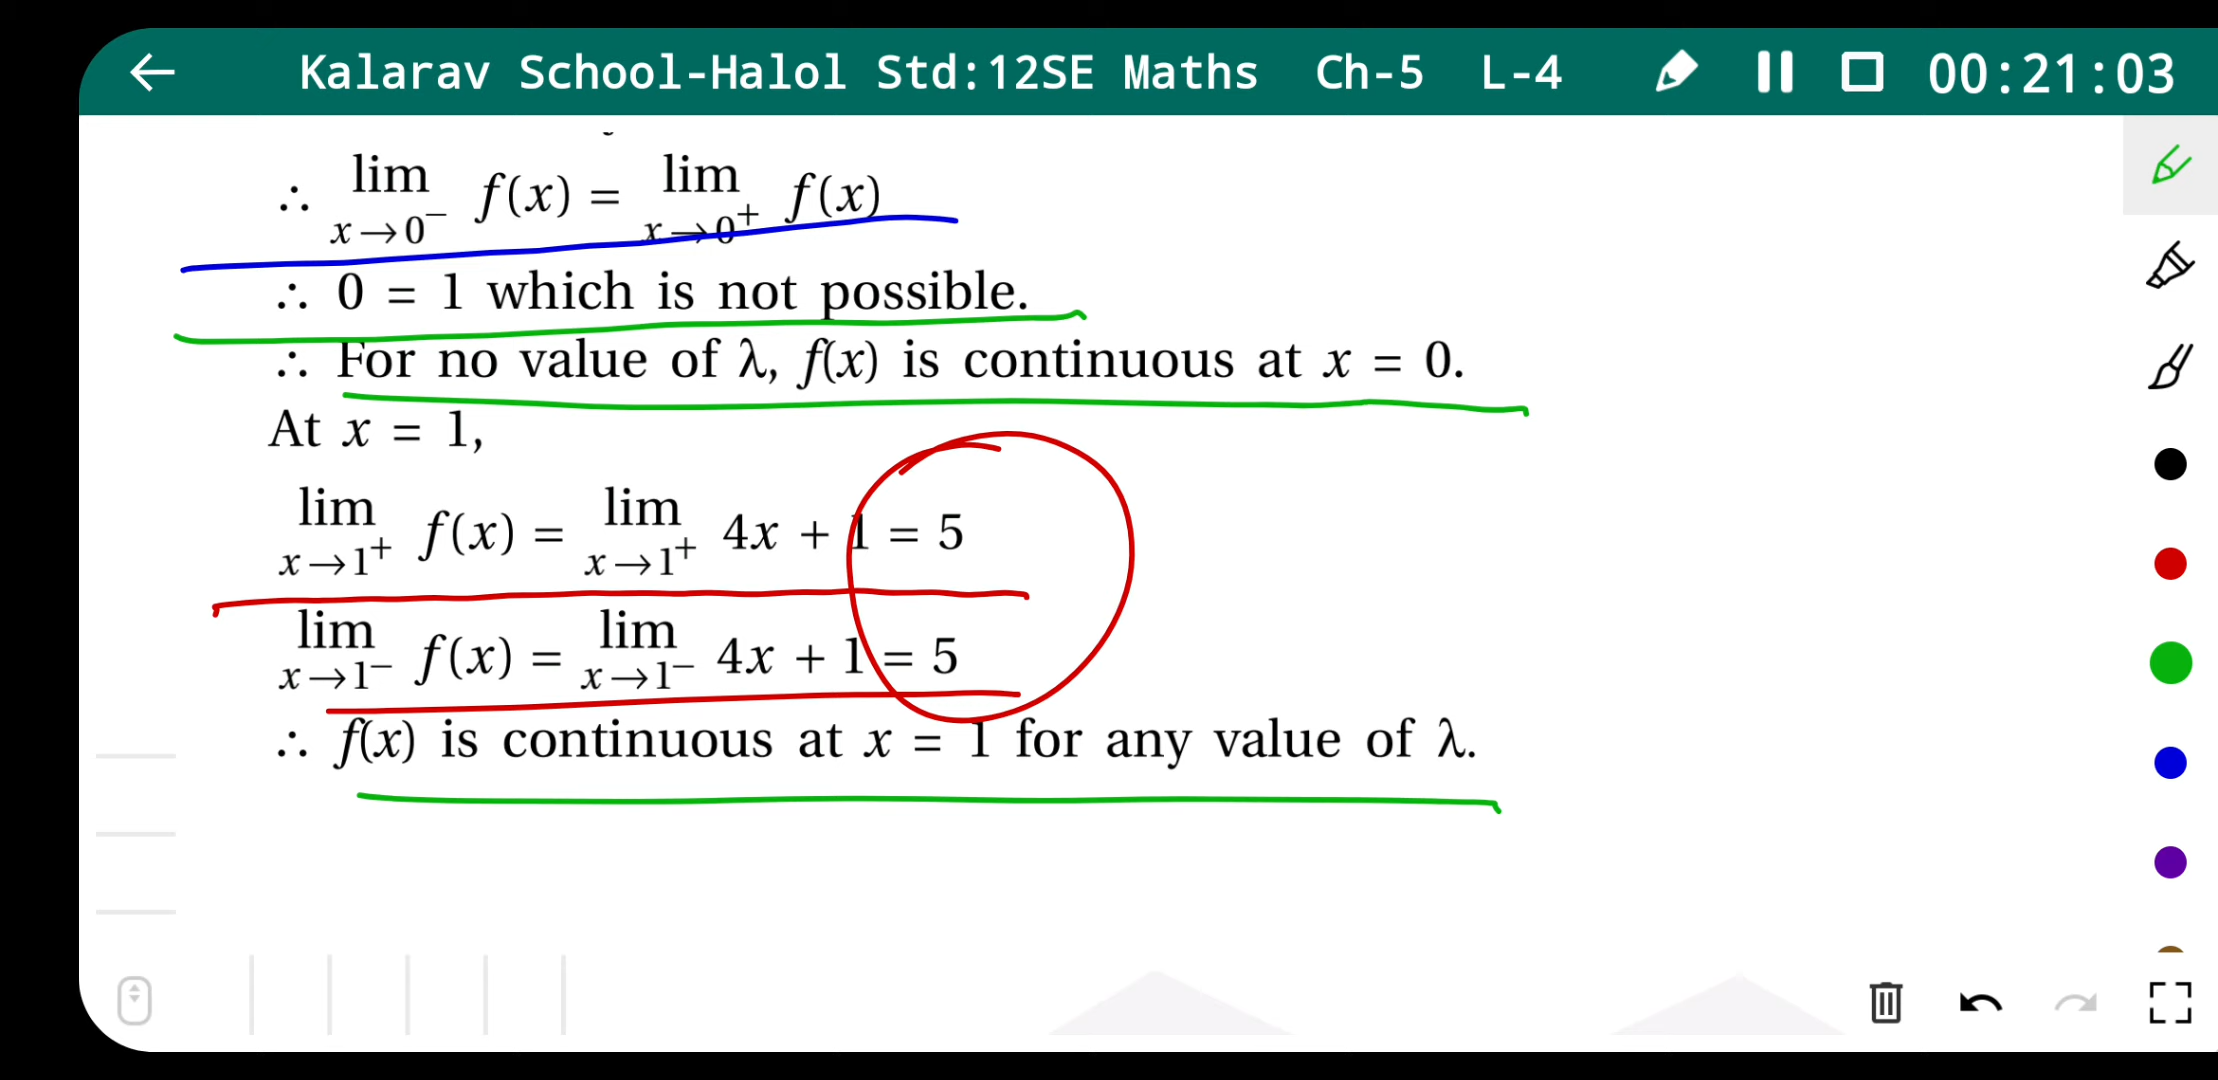 Kalarav School-Halol Std:12SE Maths Ch-5 L-4 00:21:03
∴ lim x→0⁻ f(x) = lim x→0⁺ f(x)
∴ 0 = 1 which is not possible.
∴ For no value of λ, f(x) is continuous at x = 0.
At x = 1,
lim x→1⁺ f(x) = lim x→1⁺ 4x + 1 = 5
lim x→1⁻ f(x) = lim x→1⁻ 4x + 1 = 5
∴ f(x) is continuous at x = 1 for any value of λ.